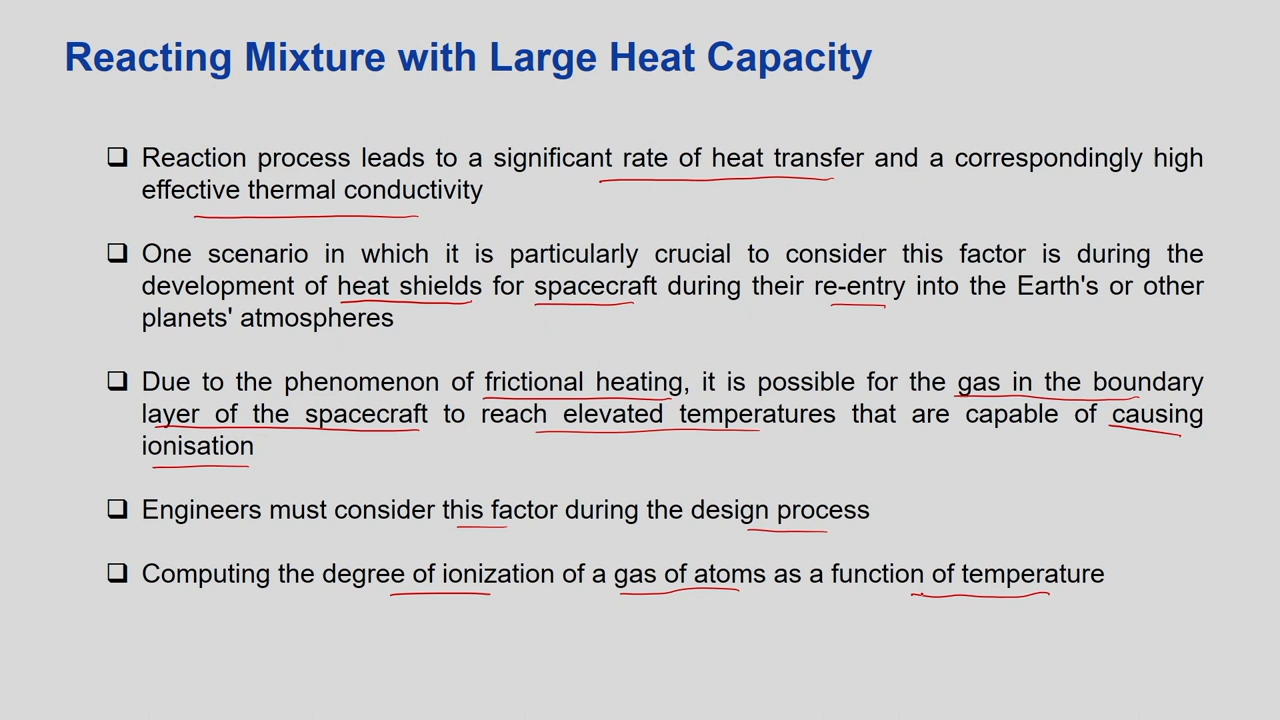 Reacting Mixture with Large Heat Capacity
❑ Reaction process leads to a significant rate of heat transfer and a correspondingly high
effective thermal conductivity
❑ One scenario in which it is particularly crucial to consider this factor is during the
development of heat shields for spacecraft during their re-entry into the Earth's or other
planets' atmospheres
❑ Due to the phenomenon of frictional heating, it is possible for the gas in the boundary
layer of the spacecraft to reach elevated temperatures that are capable of causing
ionisation
❑ Engineers must consider this factor during the design process
❑ Computing the degree of ionization of a gas of atoms as a function of temperature